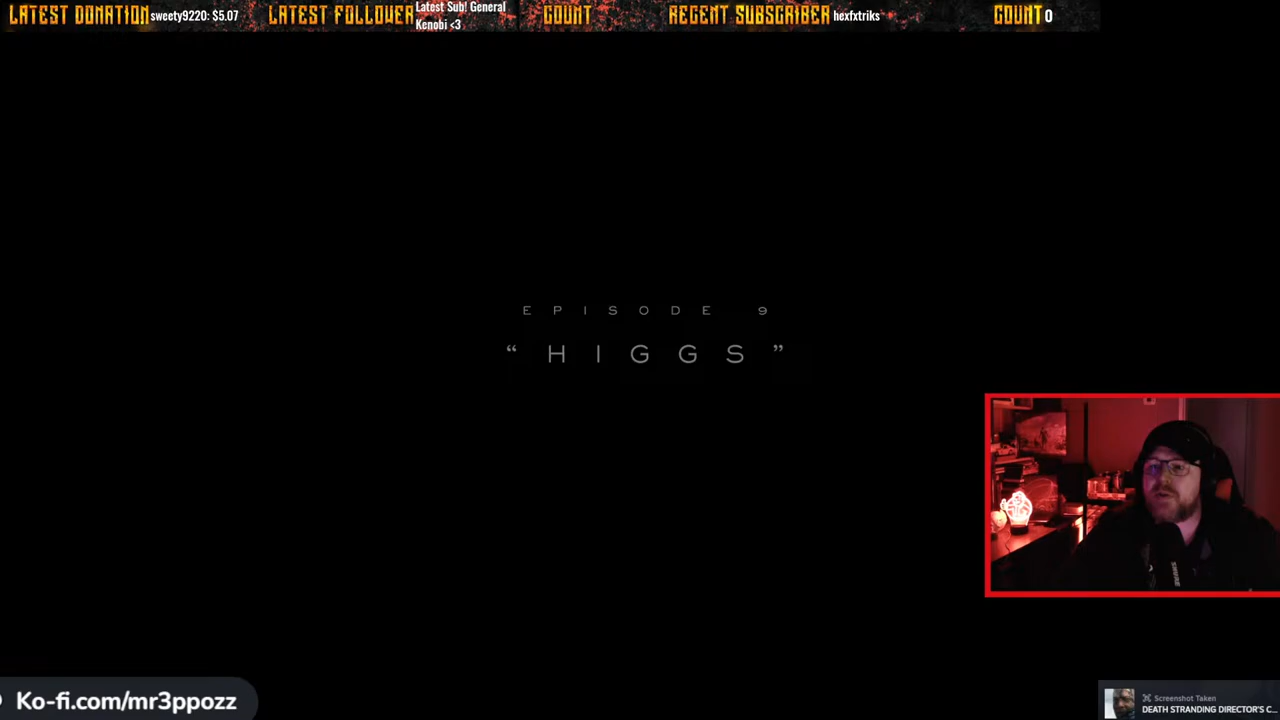 LATEST DONATION sweety9220: $5.07 LATEST FOLLOWER Latest Sub! General Kenobi <3 COUNT RECENT SUBSCRIBER hexfxtriks COUNT 0
EPISODE 9
“HIGGS”
Ko-fi.com/mr3ppozz
Screenshot Taken
DEATH STRANDING DIRECTOR'S C...